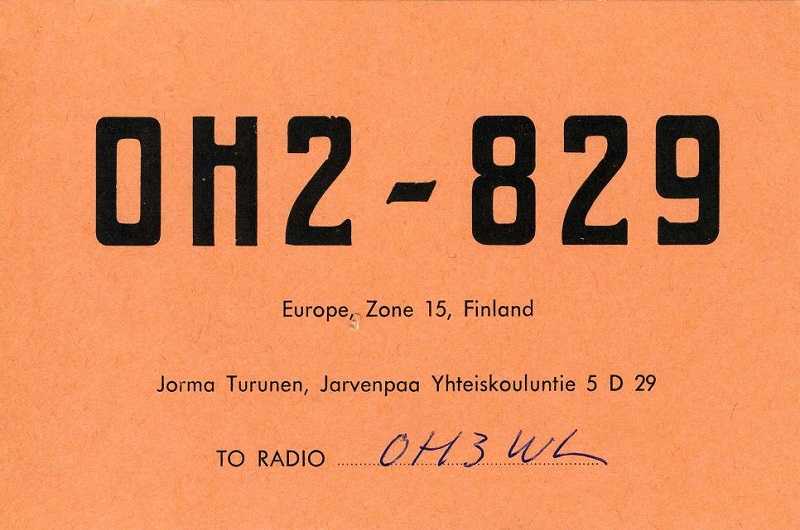 OH2-829
Europe, Zone 15, Finland
Jorma Turunen, Jarvenpaa Yhteiskouluntie 5 D 29
TO RADIO OH3WL